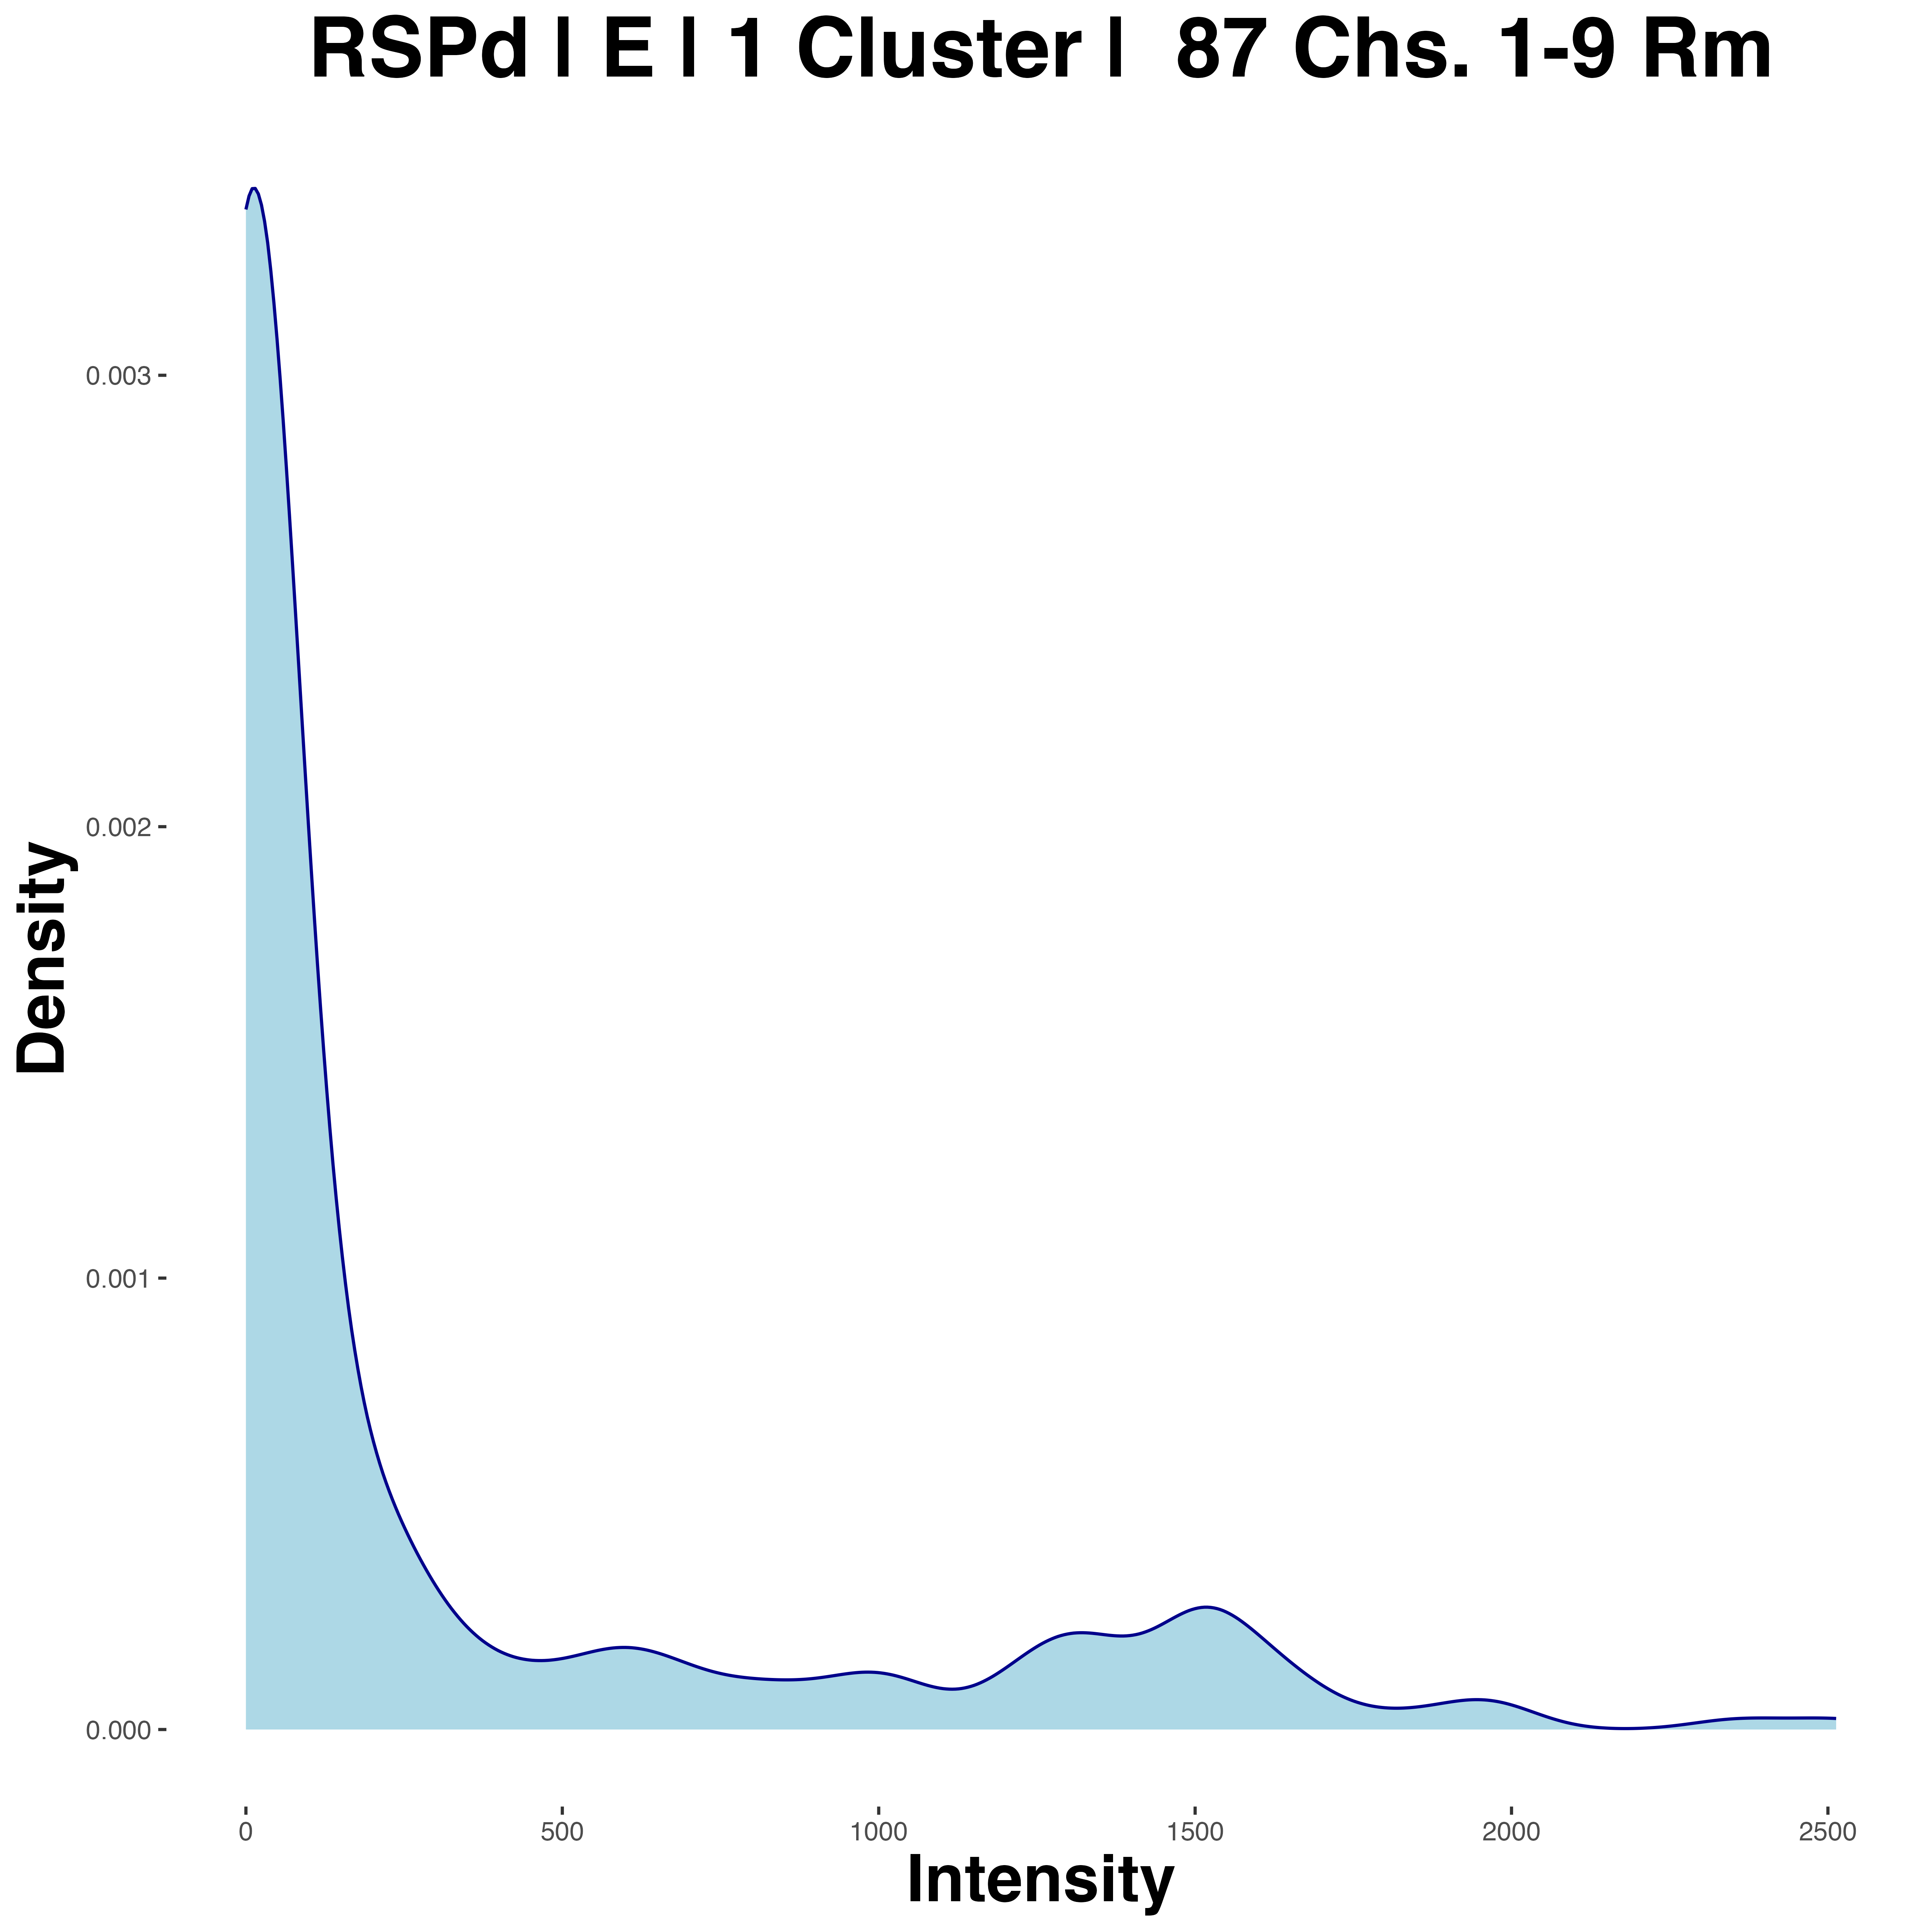 RSPd | E | 1 Cluster |  87 Chs. 1-9 Rm
Density
0.003
0.002
0.001
0.000
0 500 1000 1500 2000 2500
Intensity